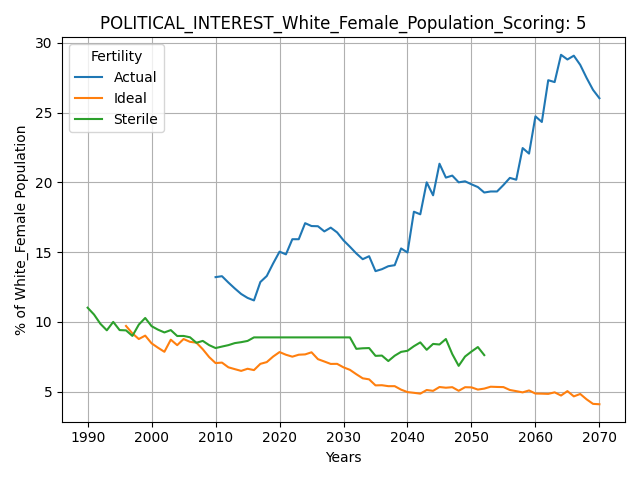 POLITICAL_INTEREST_White_Female_Population_Scoring: 5
Fertility
Actual
Ideal
Sterile
% of White_Female Population
30
25
20
15
10
5
1990 2000 2010 2020 2030 2040 2050 2060 2070
Years